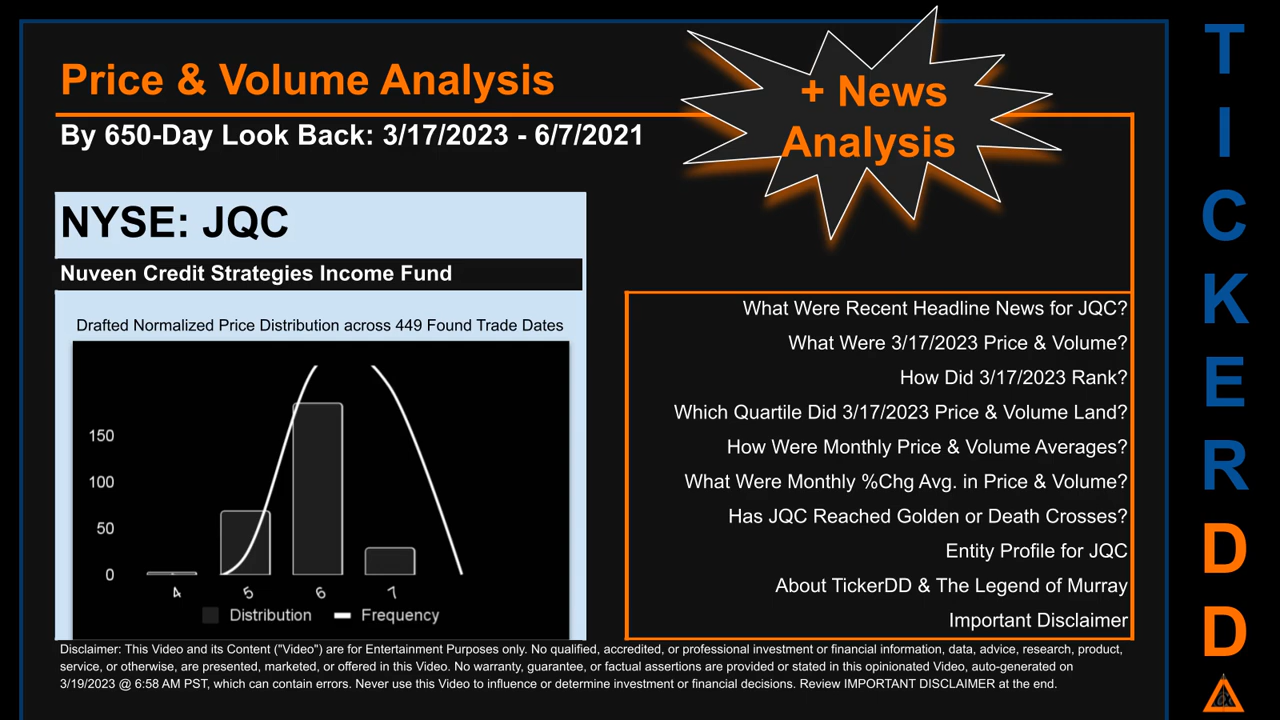 Price & Volume Analysis
+ News
Analysis
By 650-Day Look Back: 3/17/2023 - 6/7/2021
NYSE: JQC
Nuveen Credit Strategies Income Fund
Drafted Normalized Price Distribution across 449 Found Trade Dates
150
100
50
0
4
5
6
7
Distribution
Frequency
What Were Recent Headline News for JQC?
What Were 3/17/2023 Price & Volume?
How Did 3/17/2023 Rank?
Which Quartile Did 3/17/2023 Price & Volume Land?
How Were Monthly Price & Volume Averages?
What Were Monthly %Chg Avg. in Price & Volume?
Has JQC Reached Golden or Death Crosses?
Entity Profile for JQC
About TickerDD & The Legend of Murray
Important Disclaimer
Disclaimer: This Video and its Content ("Video") are for Entertainment Purposes only. No qualified, accredited, or professional investment or financial information, data, advice, research, product,
service, or otherwise, are presented, marketed, or offered in this Video. No warranty, guarantee, or factual assertions are provided or stated in this opinionated Video, auto-generated on
3/19/2023 @ 6:58 AM PST, which can contain errors. Never use this Video to influence or determine investment or financial decisions. Review IMPORTANT DISCLAIMER at the end.
T
I
C
K
E
R
D
D